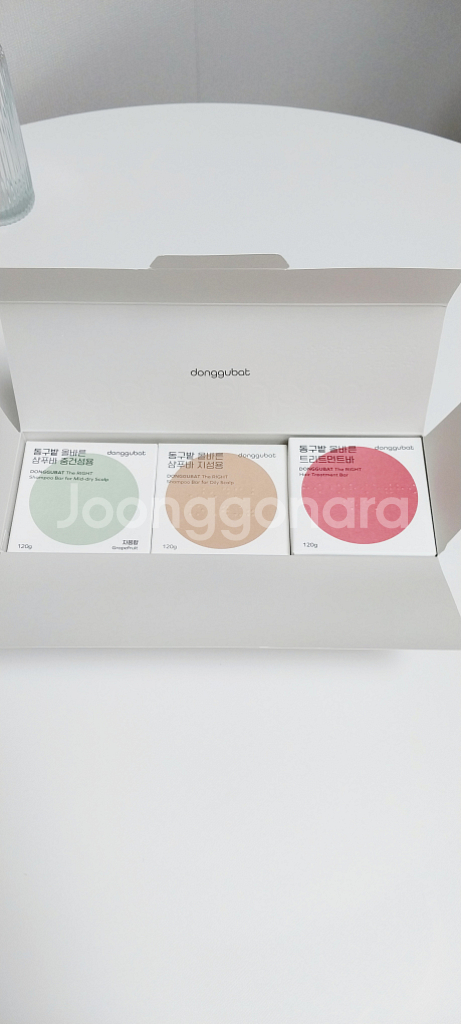 donggubat
동구밭 올바른
샴푸바 중건성용
donggubat
DONGGUBAT The RIGHT
Shampoo Bar for Mid-dry Scalp
120g
자몽향
Grapefruit
동구밭 올바른
샴푸바 지성용
donggubat
DONGGUBAT The RIGHT
Shampoo Bar for Oily Scalp
120g
동구밭 올바른
트리트먼트바
donggubat
DONGGUBAT The RIGHT
Hair Treatment Bar
120g
Joonggonara